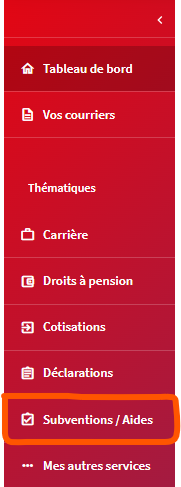 Tableau de bord
Vos courriers
Thématiques
Carrière
Droits à pension
Cotisations
Déclarations
Subventions / Aides
Mes autres services